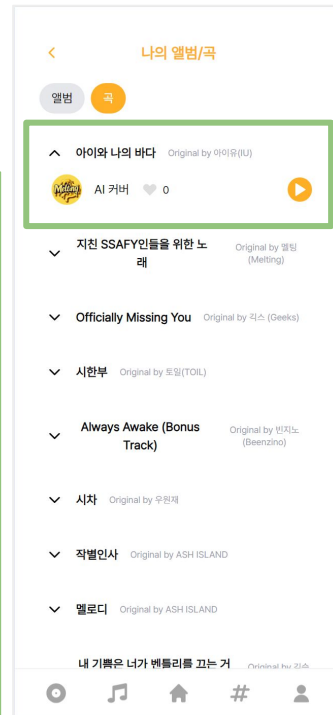 나의 앨범/곡
앨범 곡
아이와 나의 바다 Original by 아이유(IU)
Melony
AI 커버 0
지친 SSAFY인들을 위한 노
래
Original by 멜팅
(Melting)
Officially Missing You Original by 긱스 (Geeks)
시한부 Original by 토일(TOIL)
Always Awake (Bonus
Track)
Original by 빈지노
(Beenzino)
시차 Original by 우원재
작별인사 Original by ASH ISLAND
멜로디 Original by ASH ISLAND
내 기쁨은 너가 벤틀리를 끄는 거 Original by